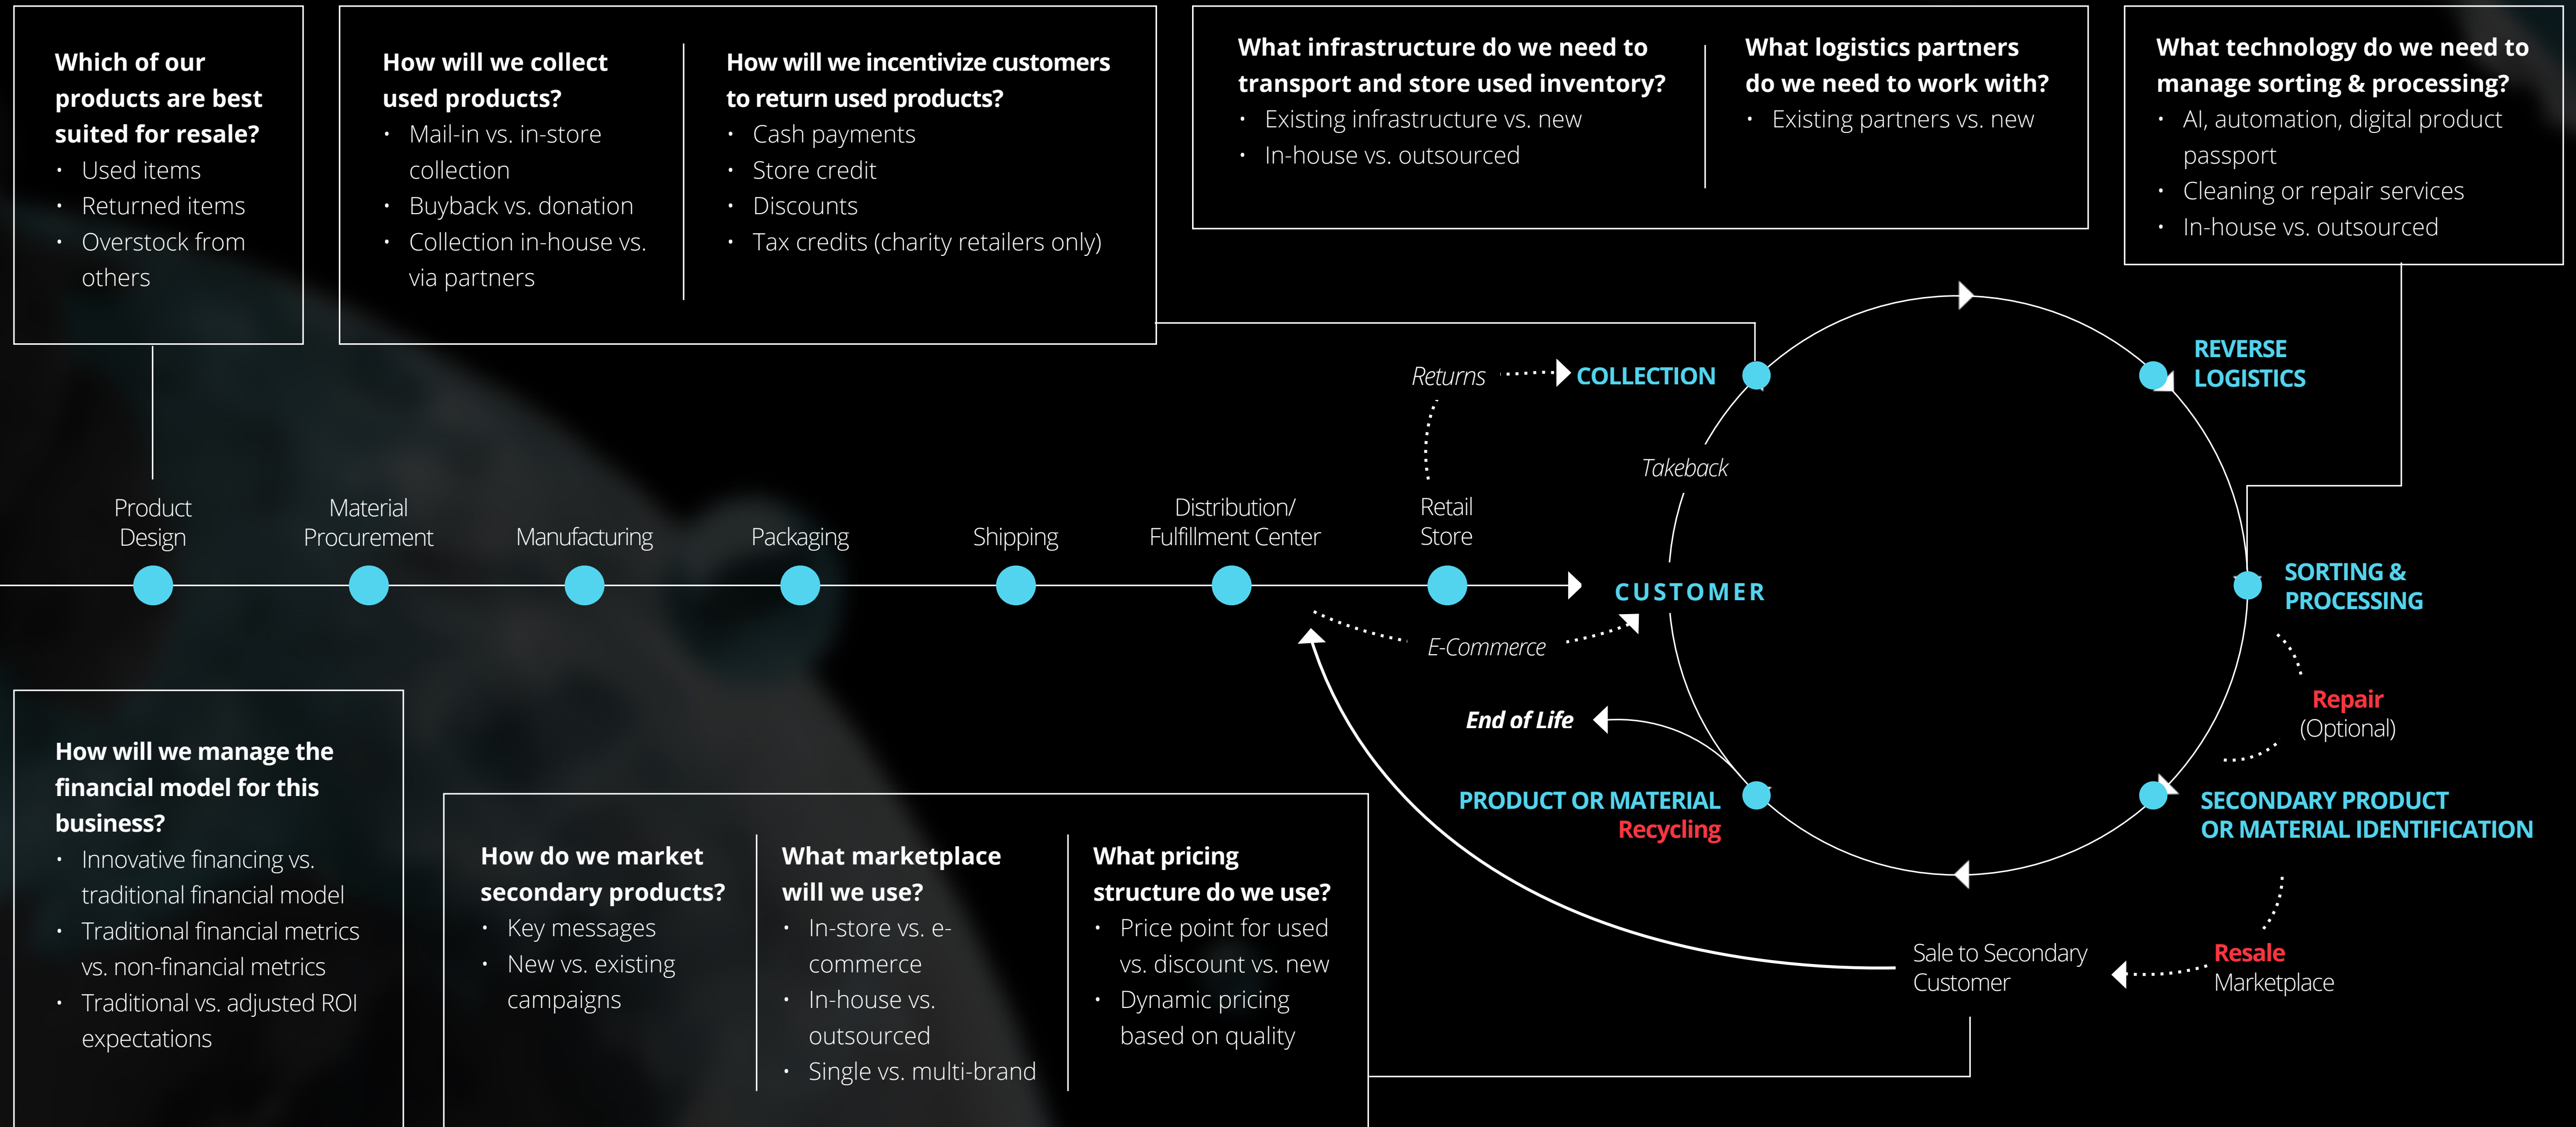 Which of our
products are best
suited for resale?
• Used items
• Returned items
• Overstock from
others
How will we collect
used products?
• Mail-in vs. in-store
collection
• Buyback vs. donation
• Collection in-house vs.
via partners
How will we incentivize customers
to return used products?
• Cash payments
• Store credit
• Discounts
• Tax credits (charity retailers only)
What infrastructure do we need to
transport and store used inventory?
• Existing infrastructure vs. new
• In-house vs. outsourced
What logistics partners
do we need to work with?
• Existing partners vs. new
What technology do we need to
manage sorting & processing?
• AI, automation, digital product
passport
• Cleaning or repair services
• In-house vs. outsourced
Returns
COLLECTION
REVERSE
LOGISTICS
Takeback
Product
Design
Material
Procurement
Manufacturing
Packaging
Shipping
Distribution/
Fulfillment Center
Retail
Store
CUSTOMER
SORTING &
PROCESSING
E-Commerce
Repair
(Optional)
End of Life
PRODUCT OR MATERIAL
Recycling
SECONDARY PRODUCT
OR MATERIAL IDENTIFICATION
Sale to Secondary
Customer
Resale
Marketplace
How will we manage the
financial model for this
business?
• Innovative financing vs.
traditional financial model
• Traditional financial metrics
vs. non-financial metrics
• Traditional vs. adjusted ROI
expectations
How do we market
secondary products?
• Key messages
• New vs. existing
campaigns
What marketplace
will we use?
• In-store vs. e-
commerce
• In-house vs.
outsourced
• Single vs. multi-brand
What pricing
structure do we use?
• Price point for used
vs. discount vs. new
• Dynamic pricing
based on quality